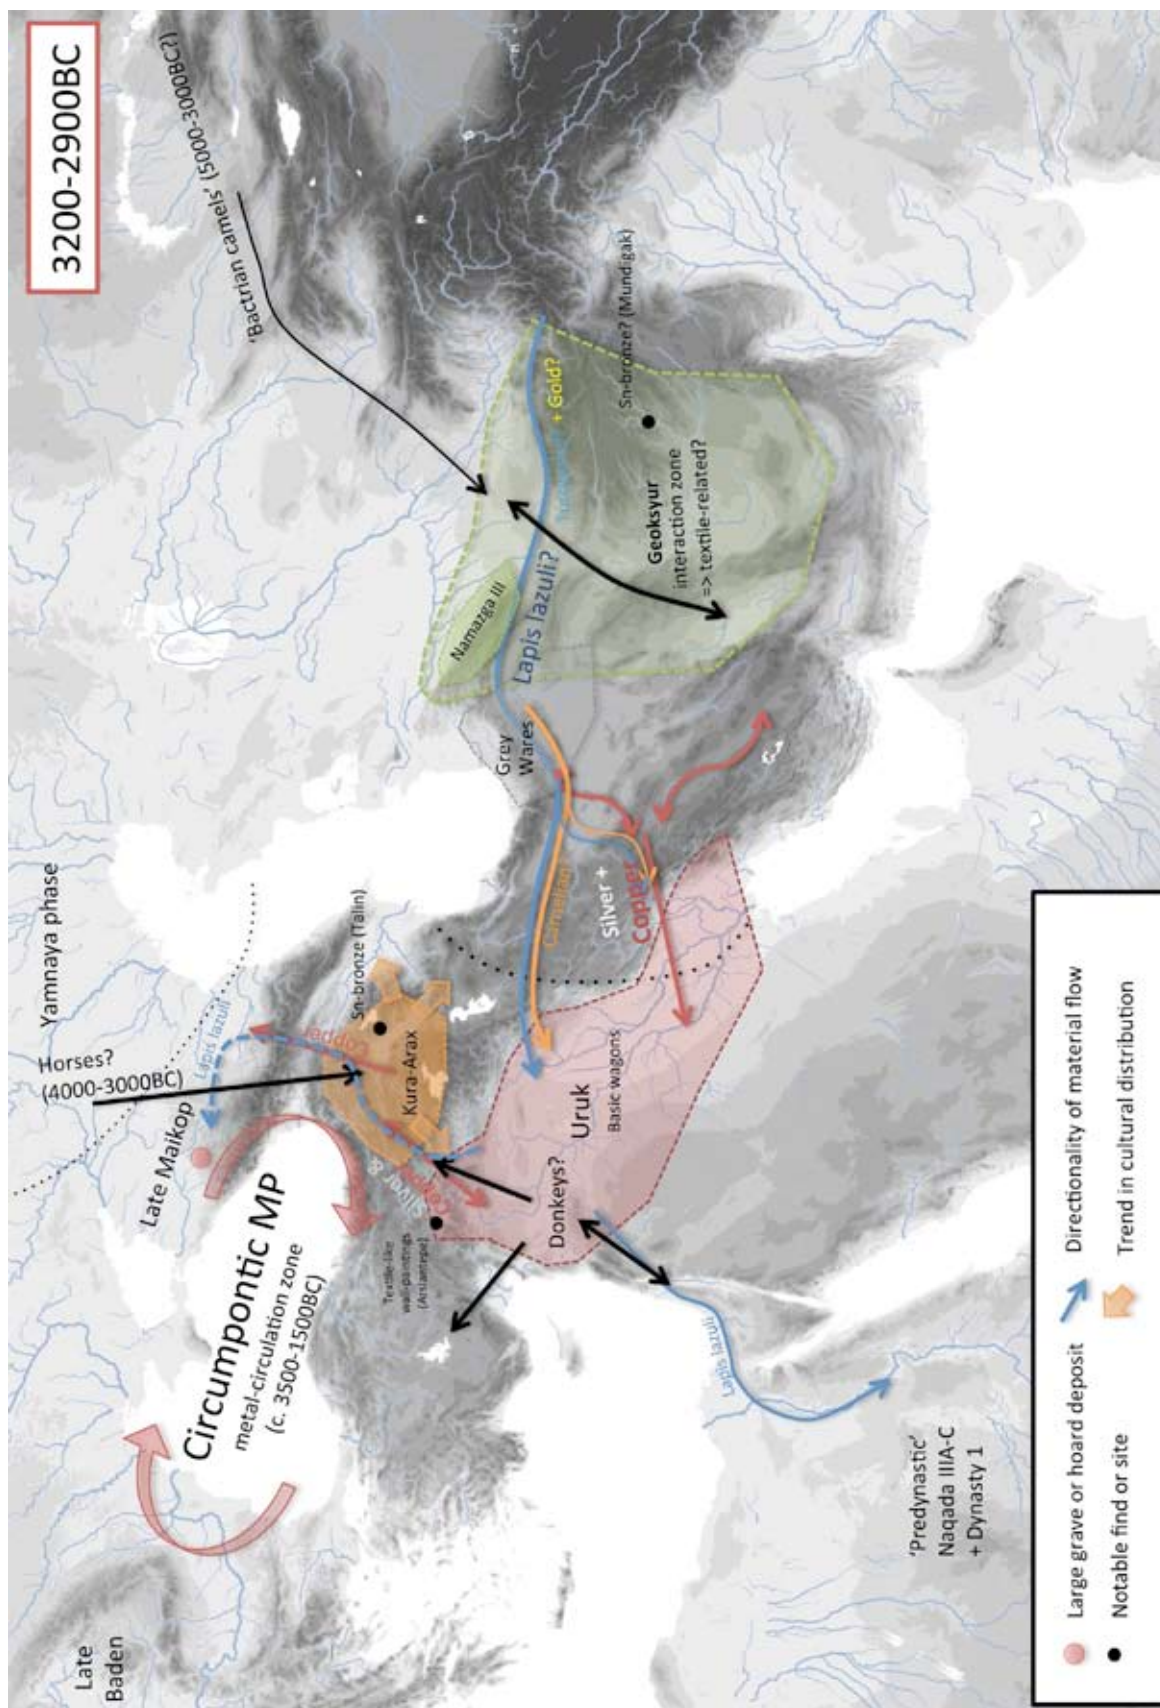 3200-2900BC
'Bactrian camels' (5000-3000BC?)
Yamnaya phase
Horses?
(4000-3000BC)
Lapis lazuli
Late Maikop
Circumpontic MP
metal-circulation zone
(c. 3500-1500BC)
Late
Baden
Sn-bronze (Talin)
Copper
Kura-Arax
Silver &
Copper
Textile-like
wall-paintings
(Arslantepe)
Donkeys?
Uruk
Basic wagons
Carnelian
Silver +
Copper
Grey
Wares
Namazga III
Lapis lazuli?
+ Gold?
Sn-bronze? (Mundigak)
Geoksyur
interaction zone
=> textile-related?
Lapis lazuli
'Predynastic'
Naqada IIIA-C
+ Dynasty 1
Large grave or hoard deposit
Notable find or site
Directionality of material flow
Trend in cultural distribution